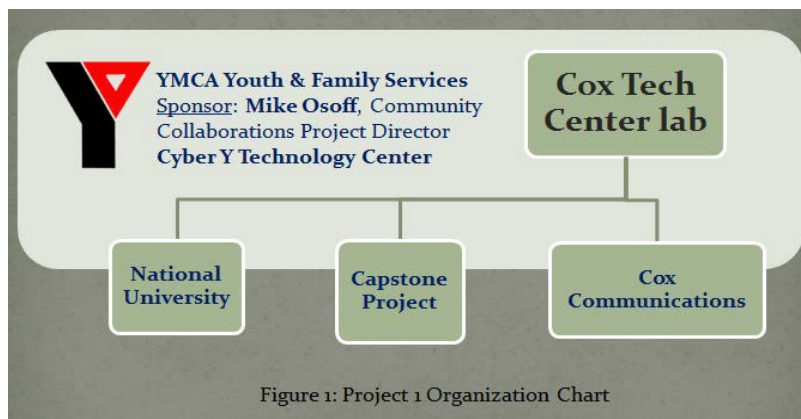 YMCA Youth & Family Services
Sponsor: Mike Osoff, Community
Collaborations Project Director
Cyber Y Technology Center
Cox Tech
Center lab
National
University
Capstone
Project
Cox
Communications
Figure 1: Project 1 Organization Chart